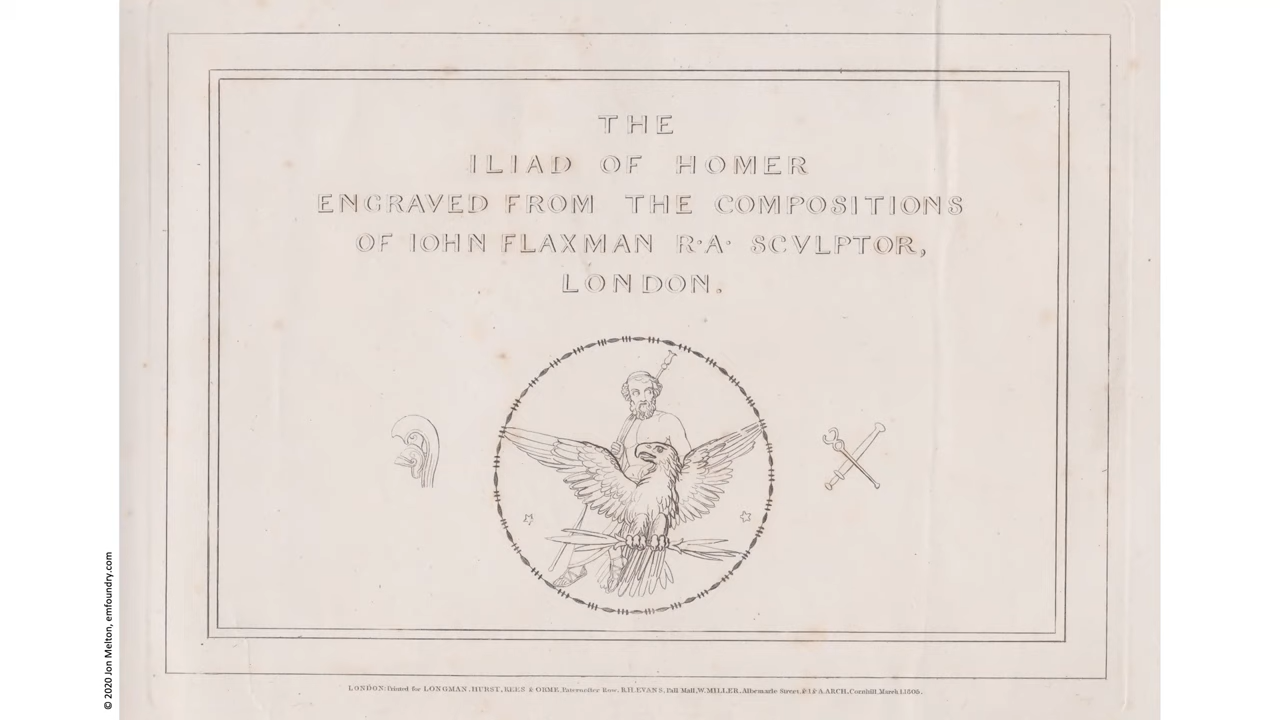 THE
ILIAD OF HOMER
ENGRAVED FROM THE COMPOSITIONS
OF IOHN FLAXMAN R·A· SCVLPTOR,
LONDON.
LONDON: Printed for LONGMAN, HURST, REES & ORME, Paternoster Row, R.H. EVANS, Pall Mall, W. MILLER, Albemarle Street, & I & A. ARCH, Cornhill, March 1. 1805.
© 2020 Jon Melton, emfoundry.com